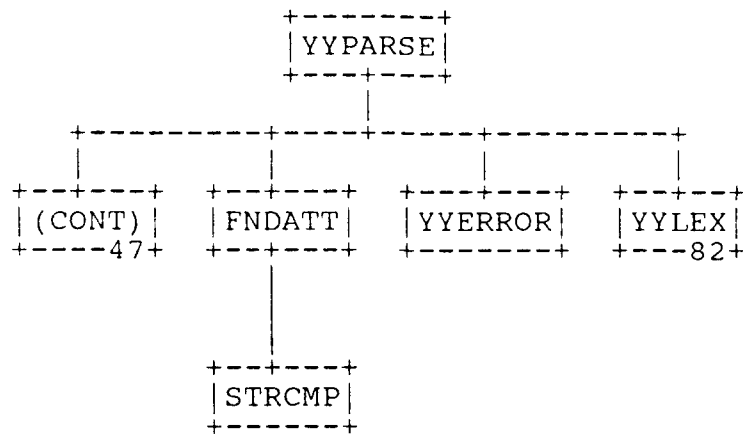 YYPARSE
(CONT) FNDATT YYERROR YYLEX
47 82
STRCMP